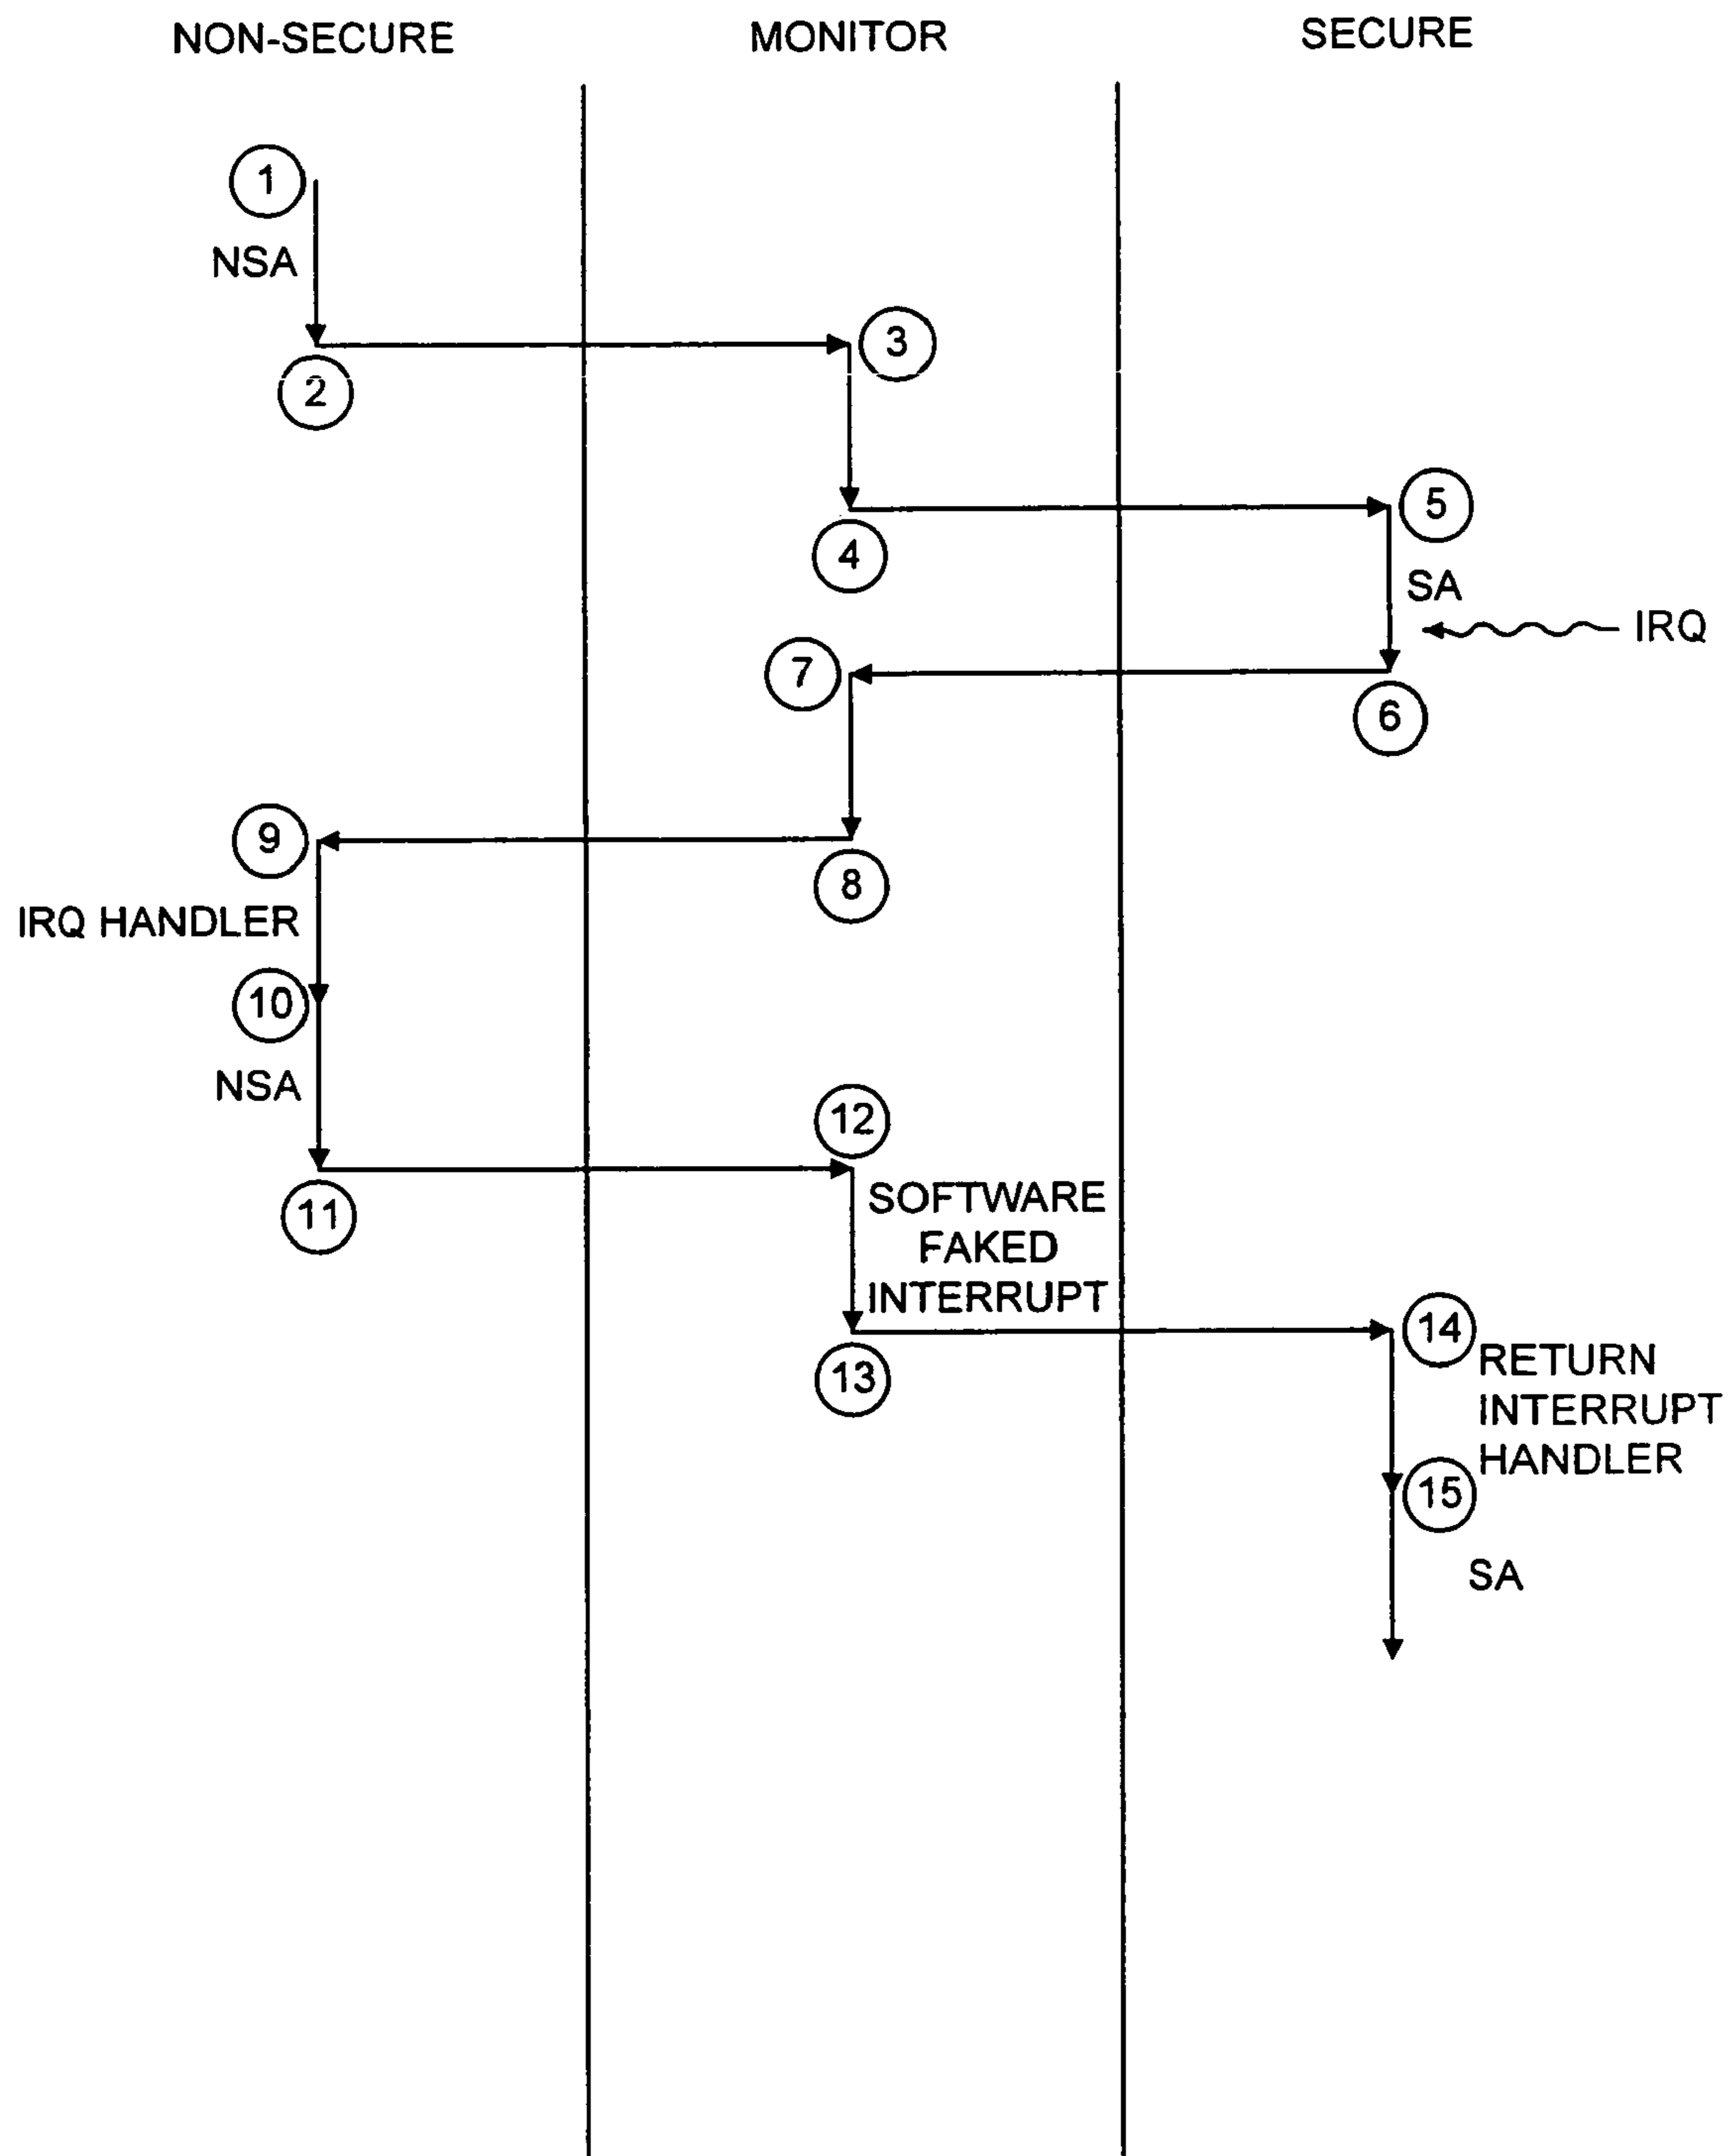 NON-SECURE
MONITOR
SECURE
1
NSA
2
3
4
5
SA
IRQ
6
7
8
9
IRQ HANDLER
10
NSA
11
12
SOFTWARE
FAKED
INTERRUPT
13
14
RETURN
INTERRUPT
HANDLER
15
SA